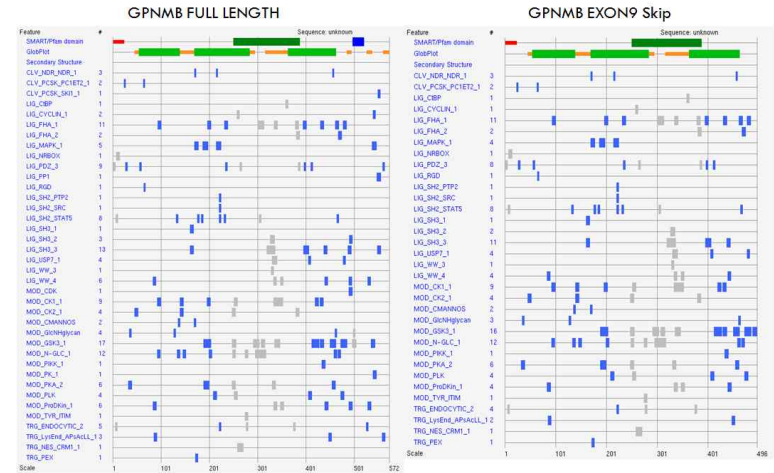 GPNMB FULL LENGTH
Feature # Sequence: unknown
SMART/Pfam domain
GlobPlot
Secondary Structure
CLV_NDR_NDR_1 3
CLV_PCSK_PC1ET2_1 2
CLV_PCSK_SKI1_1 1
LIG_CtBP 1
LIG_CYCLIN_1 2
LIG_FHA_1 11
LIG_FHA_2 2
LIG_MAPK_1 5
LIG_NRBOX 1
LIG_PDZ_3 9
LIG_PP1 1
LIG_RGD 1
LIG_SH2_PTP2 1
LIG_SH2_SRC 1
LIG_SH2_STAT5 8
LIG_SH3_1 1
LIG_SH3_2 3
LIG_SH3_3 13
LIG_USP7_1 4
LIG_WW_3 1
LIG_WW_4 6
MOD_CDK 1
MOD_CK1_1 9
MOD_CK2_1 4
MOD_CMANNOS 2
MOD_GlcNHglycan 4
MOD_GSK3_1 17
MOD_N-GLC_1 12
MOD_PIKK_1 1
MOD_PK_1 1
MOD_PKA_2 6
MOD_PLK 4
MOD_ProDKin_1 6
MOD_TYR_ITIM 1
TRG_ENDOCYTIC_2 5
TRG_LysEnd_APsAcLL_1 3
TRG_NES_CRM1_1 1
TRG_PEX 1
Scale 1 101 201 301 401 501 572
GPNMB EXON9 Skip
Feature # Sequence: unknown
SMART/Pfam domain
GlobPlot
Secondary Structure
CLV_NDR_NDR_1 3
CLV_PCSK_PC1ET2_1 2
LIG_CtBP 1
LIG_CYCLIN_1 1
LIG_FHA_1 11
LIG_FHA_2 2
LIG_MAPK_1 4
LIG_NRBOX 1
LIG_PDZ_3 8
LIG_RGD 1
LIG_SH2_PTP2 1
LIG_SH2_SRC 1
LIG_SH2_STAT5 8
LIG_SH3_1 1
LIG_SH3_2 2
LIG_SH3_3 11
LIG_USP7_1 4
LIG_WW_3 1
LIG_WW_4 4
MOD_CK1_1 9
MOD_CK2_1 4
MOD_CMANNOS 2
MOD_GlcNHglycan 3
MOD_GSK3_1 16
MOD_N-GLC_1 12
MOD_PIKK_1 1
MOD_PKA_2 6
MOD_PLK 4
MOD_ProDKin_1 4
MOD_TYR_ITIM 1
TRG_ENDOCYTIC_2 4
TRG_LysEnd_APsAcLL_1 2
TRG_NES_CRM1_1 1
TRG_PEX 1
Scale 1 101 201 301 401 498